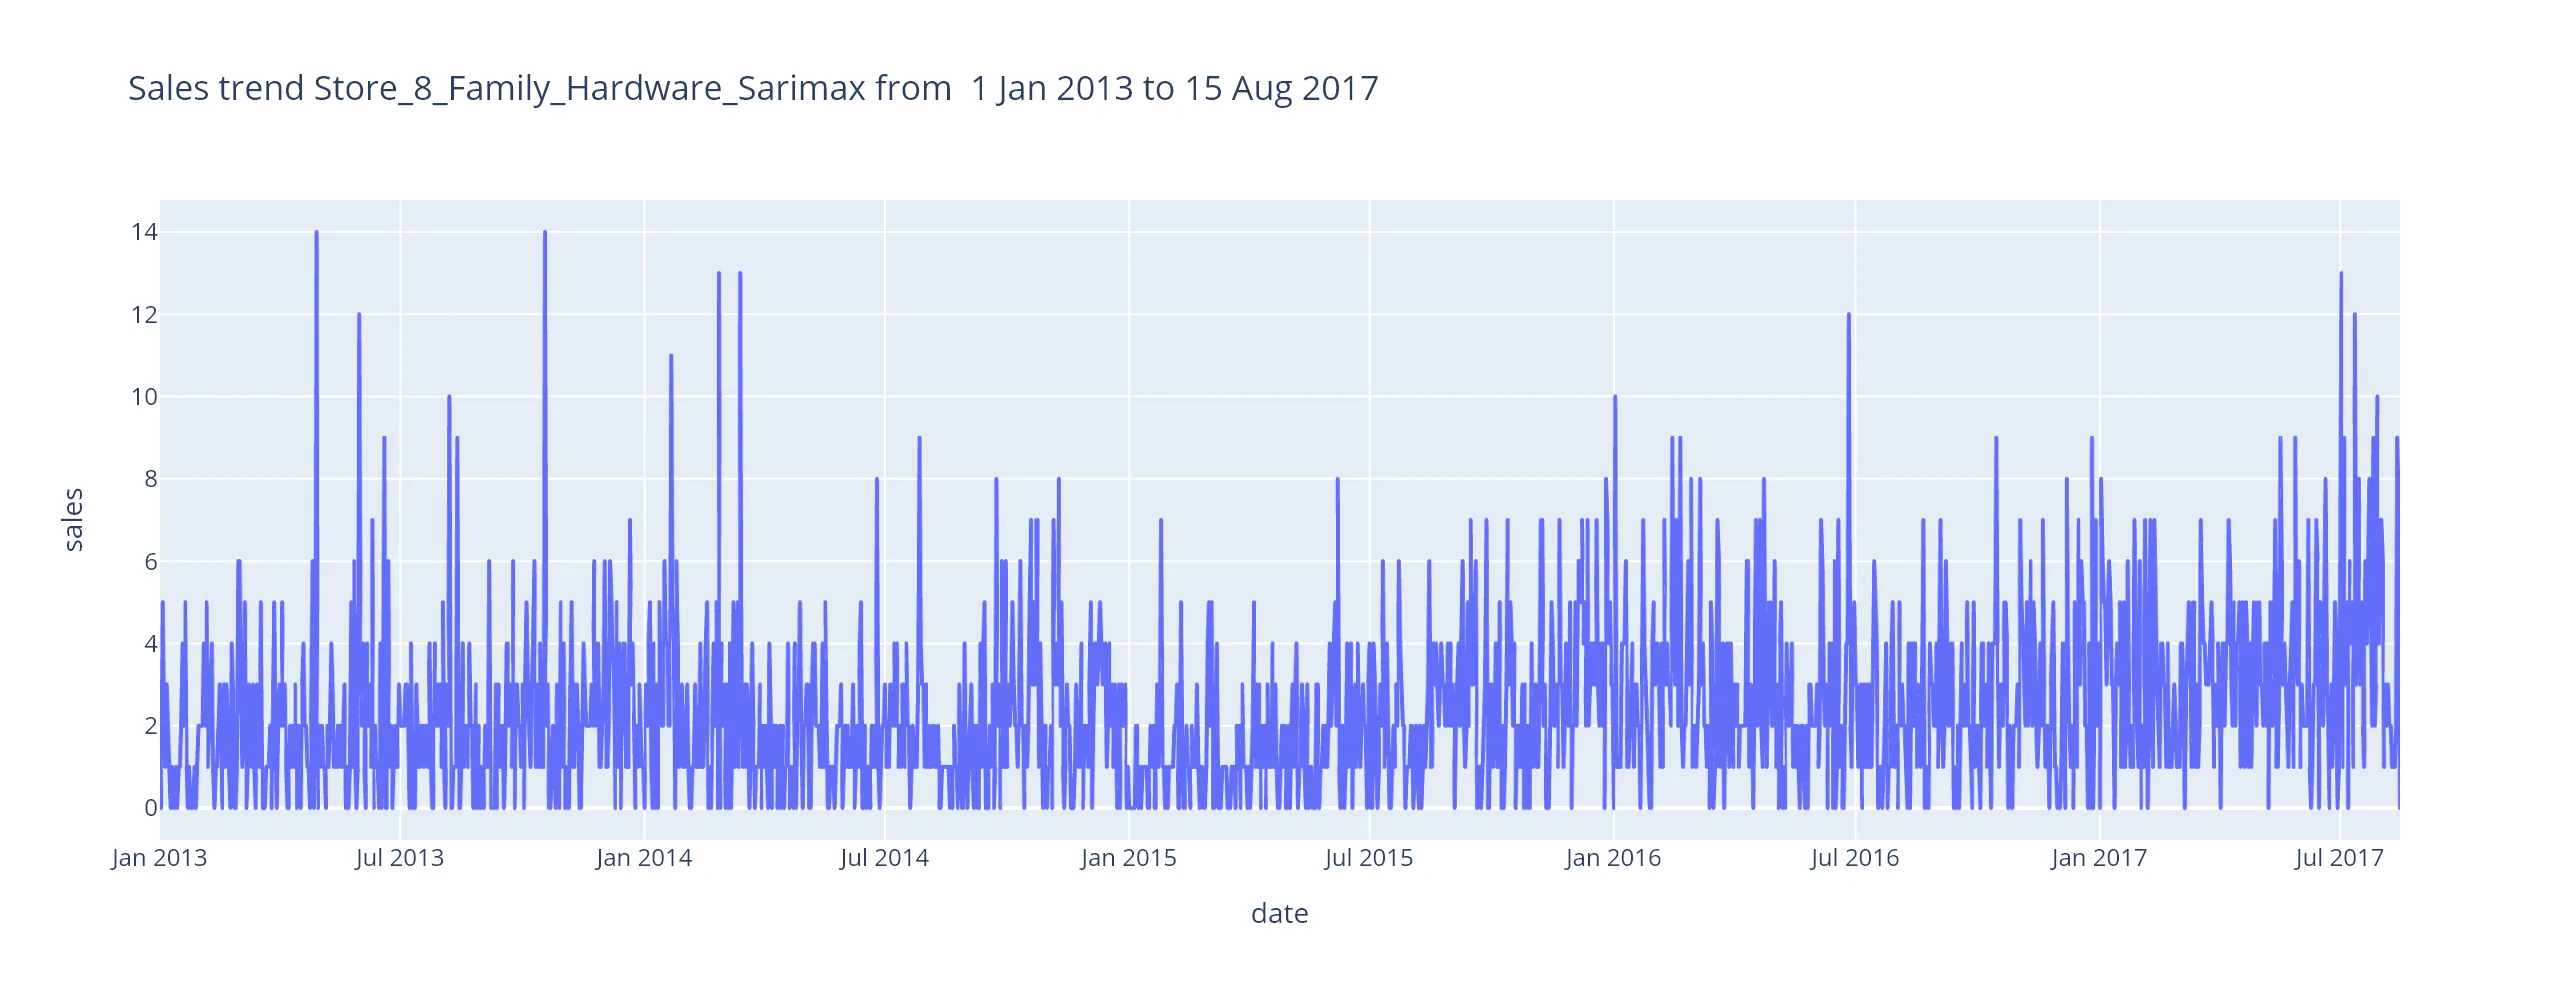 Sales trend Store_8_Family_Hardware_Sarimax from  1 Jan 2013 to 15 Aug 2017
14
12
10
8
6
4
2
0
sales
Jan 2013 Jul 2013 Jan 2014 Jul 2014 Jan 2015 Jul 2015 Jan 2016 Jul 2016 Jan 2017 Jul 2017
date